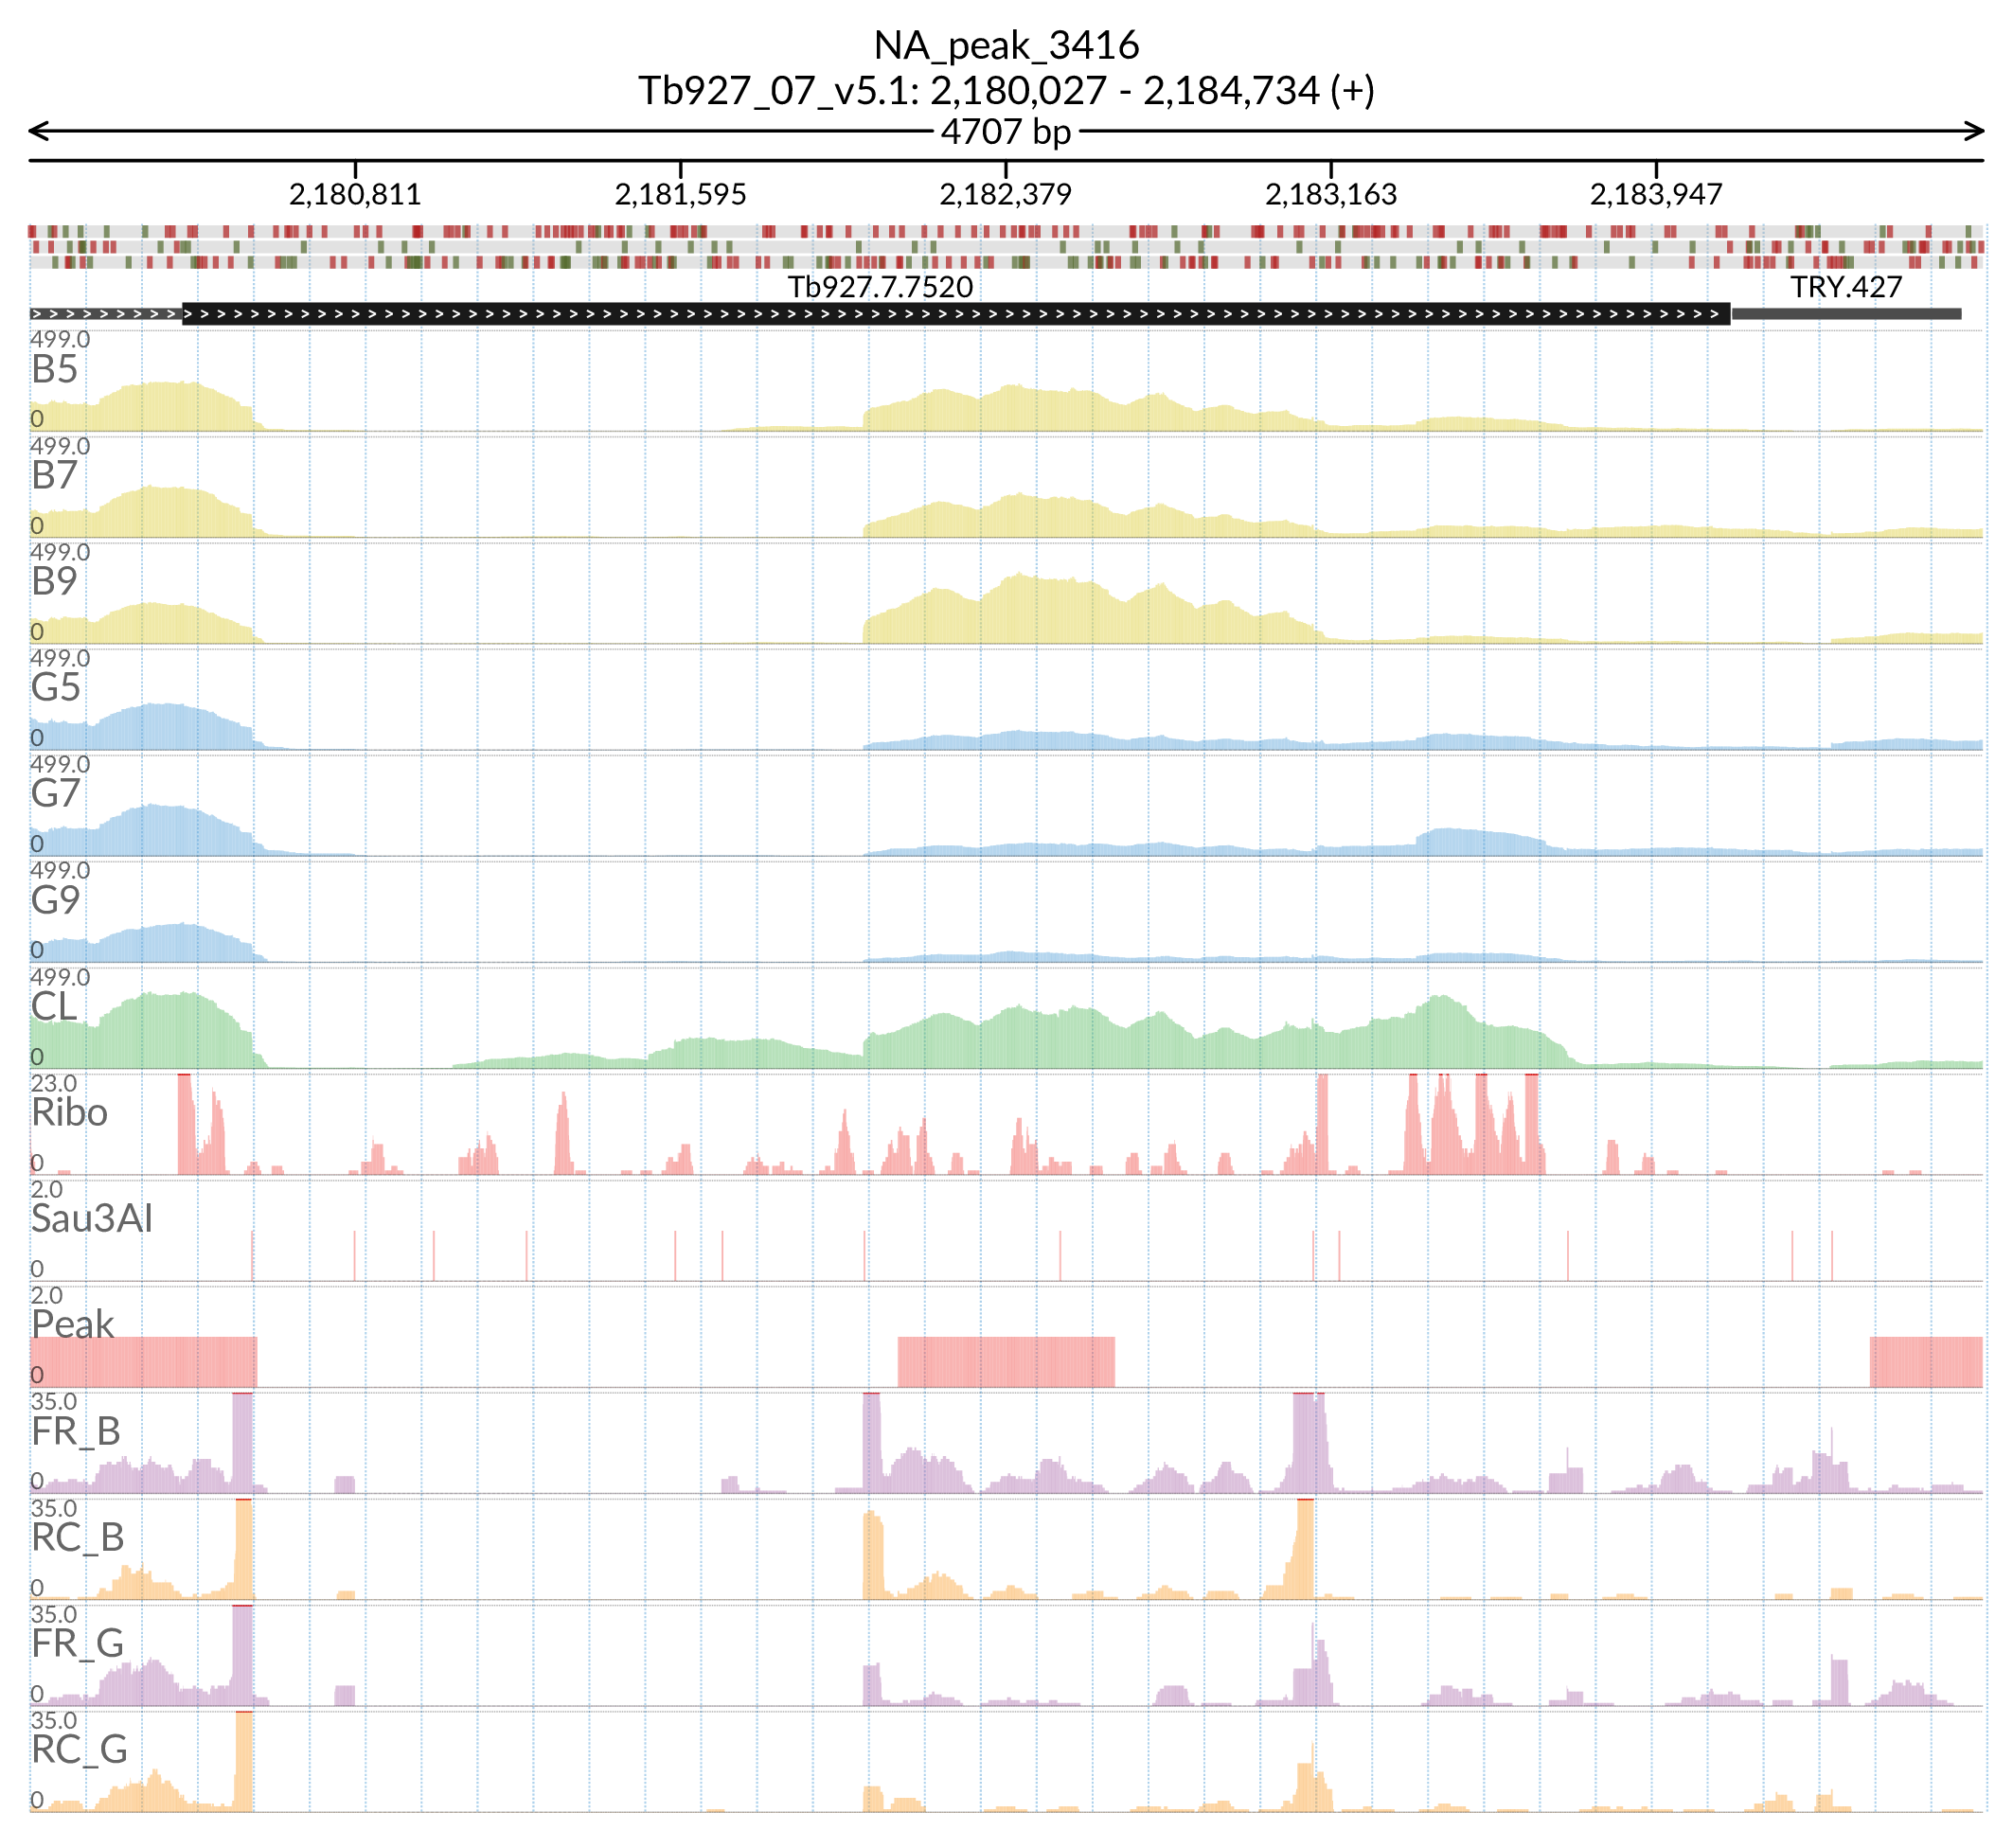 NA_peak_3416
Tb927_07_v5.1: 2,180,027 - 2,184,734 (+)
4707 bp
2,180,811 2,181,595 2,182,379 2,183,163 2,183,947
Tb927.7.7520 TRY.427
499.0
B5
0
499.0
B7
0
499.0
B9
0
499.0
G5
0
499.0
G7
0
499.0
G9
0
499.0
CL
0
23.0
Ribo
0
2.0
Sau3AI
0
2.0
Peak
0
35.0
FR_B
0
35.0
RC_B
0
35.0
FR_G
0
35.0
RC_G
0